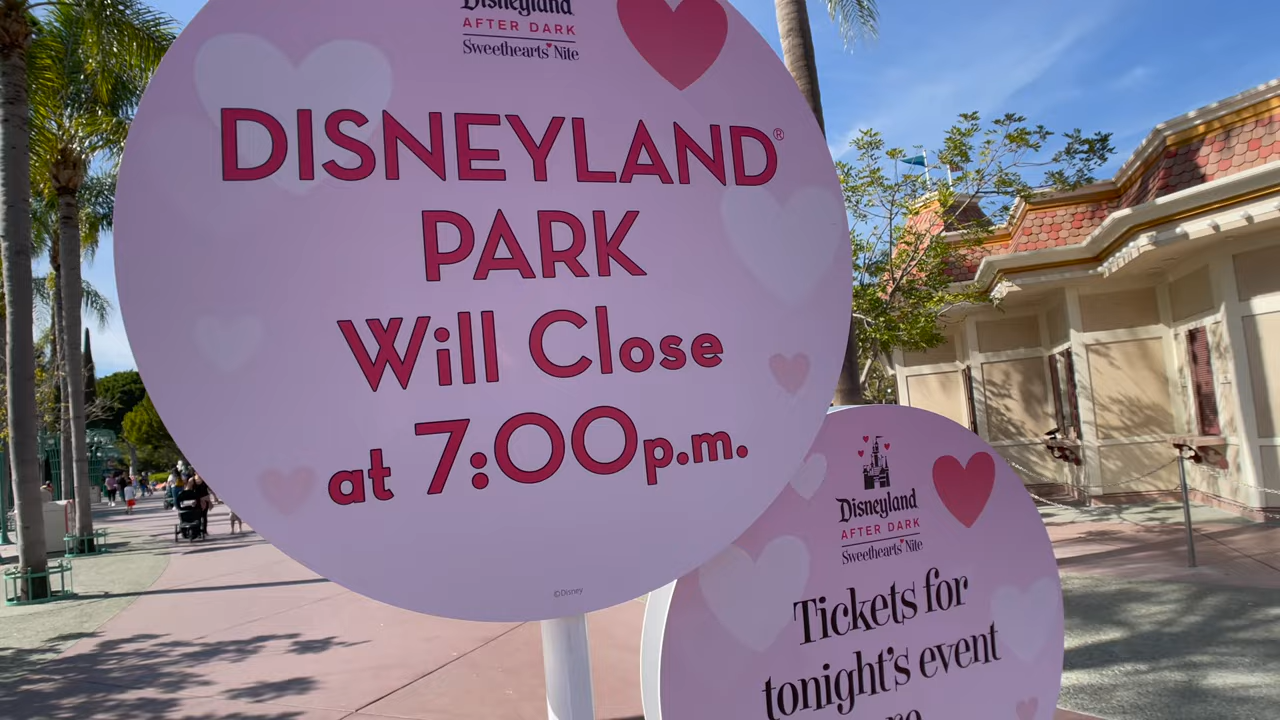 Disneyland
AFTER DARK
Sweethearts' Nite
DISNEYLAND®
PARK
Will Close
at 7:00p.m.
©Disney
Disneyland
AFTER DARK
Sweethearts' Nite
Tickets for
tonight's event